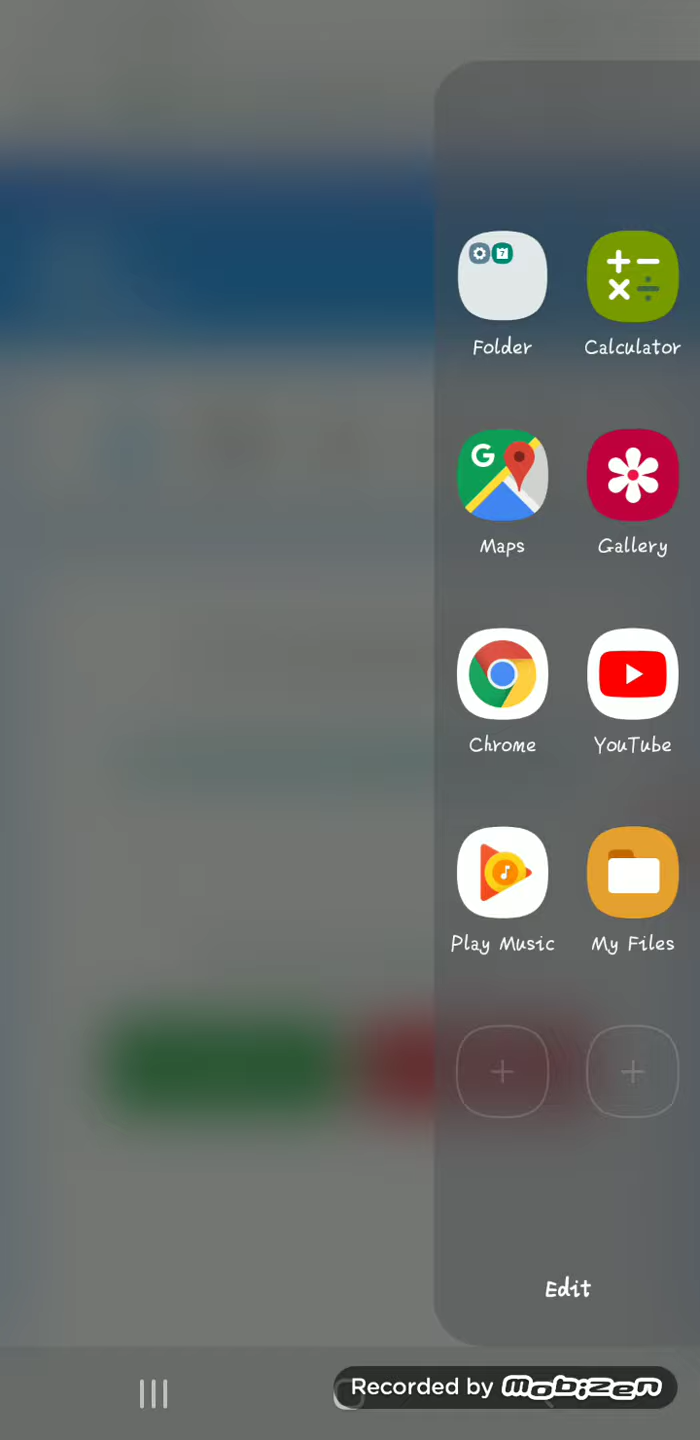 Folder Calculator
Maps Gallery
Chrome YouTube
Play Music My Files
Edit
Recorded by mobizen